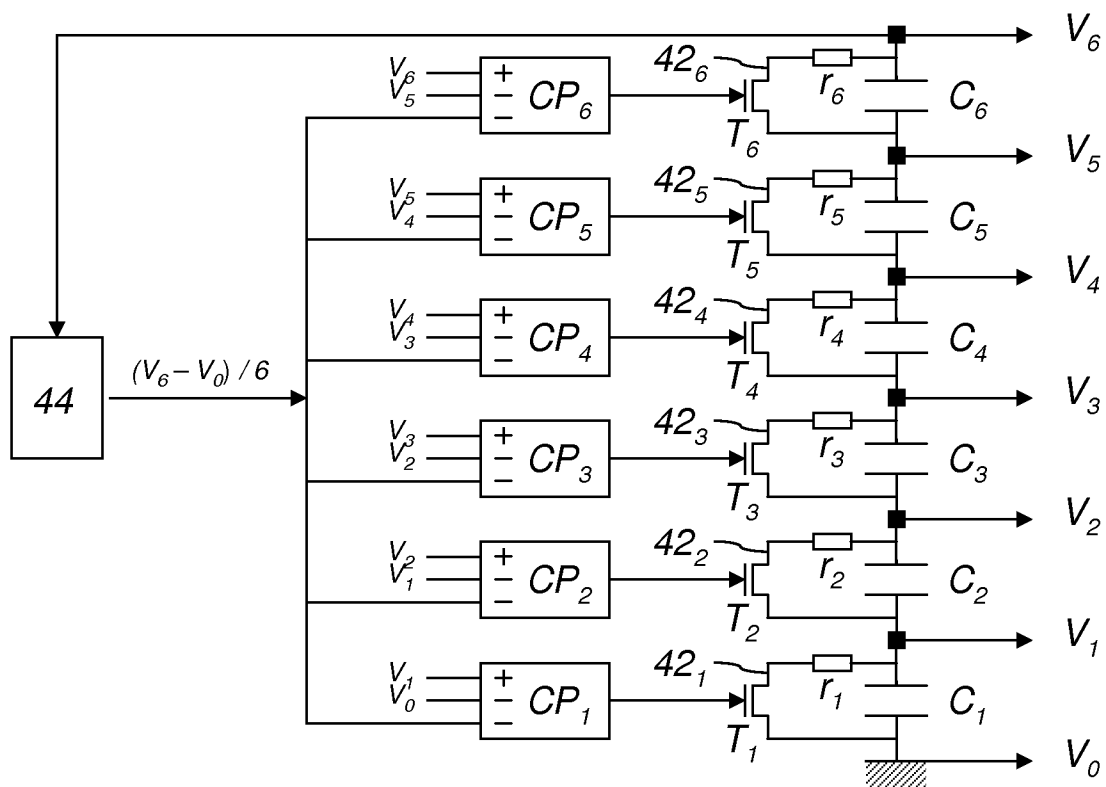 V₆
V₆ + 42₆ r₆ C₆
V₅ − CP₆
− T₆
V₅
V₅ + 42₅ r₅ C₅
V₄ − CP₅
− T₅
V₄
V₄ + 42₄ r₄ C₄
V₃ − CP₄
− T₄
44 (V₆ – V₀) / 6 V₃
V₃ + 42₃ r₃ C₃
V₂ − CP₃
− T₃
V₂
V₂ + 42₂ r₂ C₂
V₁ − CP₂
− T₂
V₁
V₁ + 42₁ r₁ C₁
V₀ − CP₁
− T₁
V₀